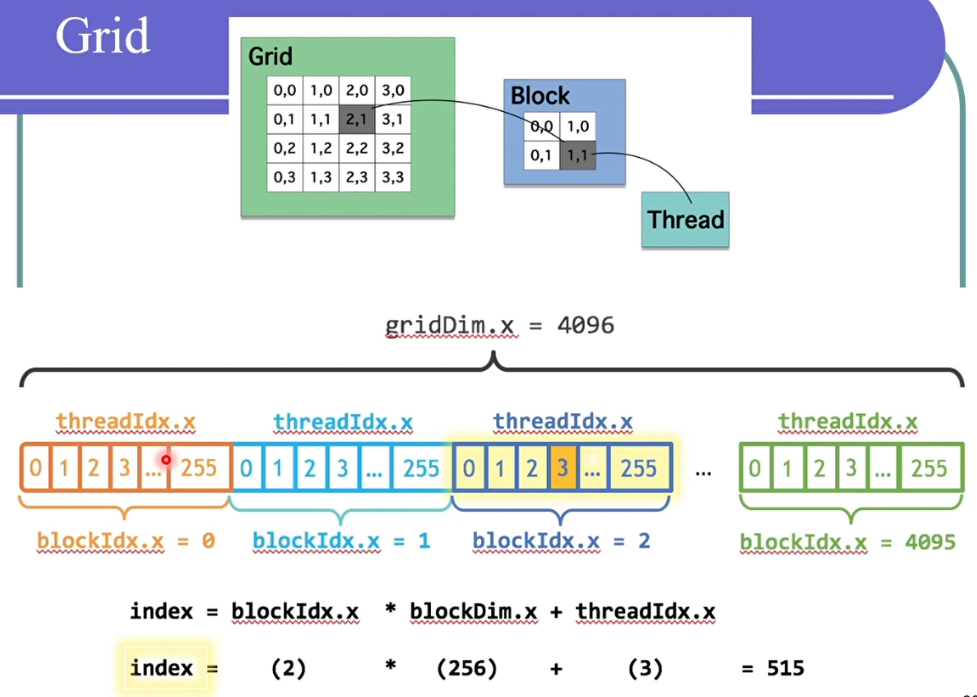 Grid
Grid
0,0 1,0 2,0 3,0
0,1 1,1 2,1 3,1
0,2 1,2 2,2 3,2
0,3 1,3 2,3 3,3
Block
0,0 1,0
0,1 1,1
Thread
gridDim.x = 4096
threadIdx.x threadIdx.x threadIdx.x threadIdx.x
0 1 2 3 ... 255 0 1 2 3 ... 255 0 1 2 3 ... 255 ... 0 1 2 3 ... 255
blockIdx.x = 0 blockIdx.x = 1 blockIdx.x = 2 blockIdx.x = 4095
index = blockIdx.x * blockDim.x + threadIdx.x
index = (2) * (256) + (3) = 515